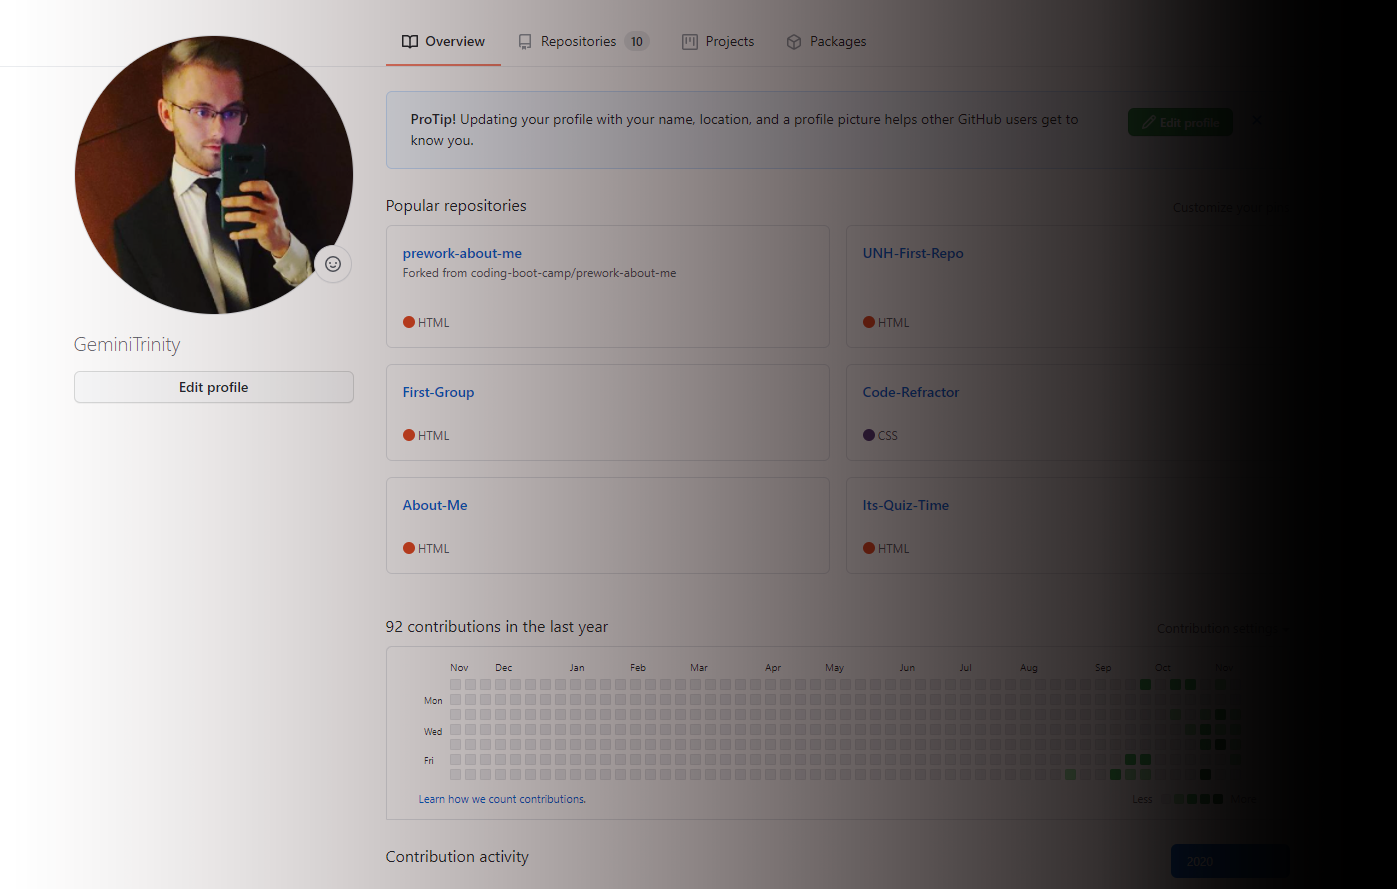 Overview Repositories 10 Projects Packages
ProTip! Updating your profile with your name, location, and a profile picture helps other GitHub users get to
know you.
Edit profile
GeminiTrinity
Edit profile
Popular repositories
Customize your
prework-about-me
Forked from coding-boot-camp/prework-about-me
HTML
UNH-First-Repo
HTML
First-Group
HTML
Code-Refractor
CSS
About-Me
HTML
Its-Quiz-Time
HTML
92 contributions in the last year
Contribution
Nov Dec Jan Feb Mar Apr May Jun Jul Aug Sep Oct Nov
Mon
Wed
Fri
Learn how we count contributions.
Less
Contribution activity
2020